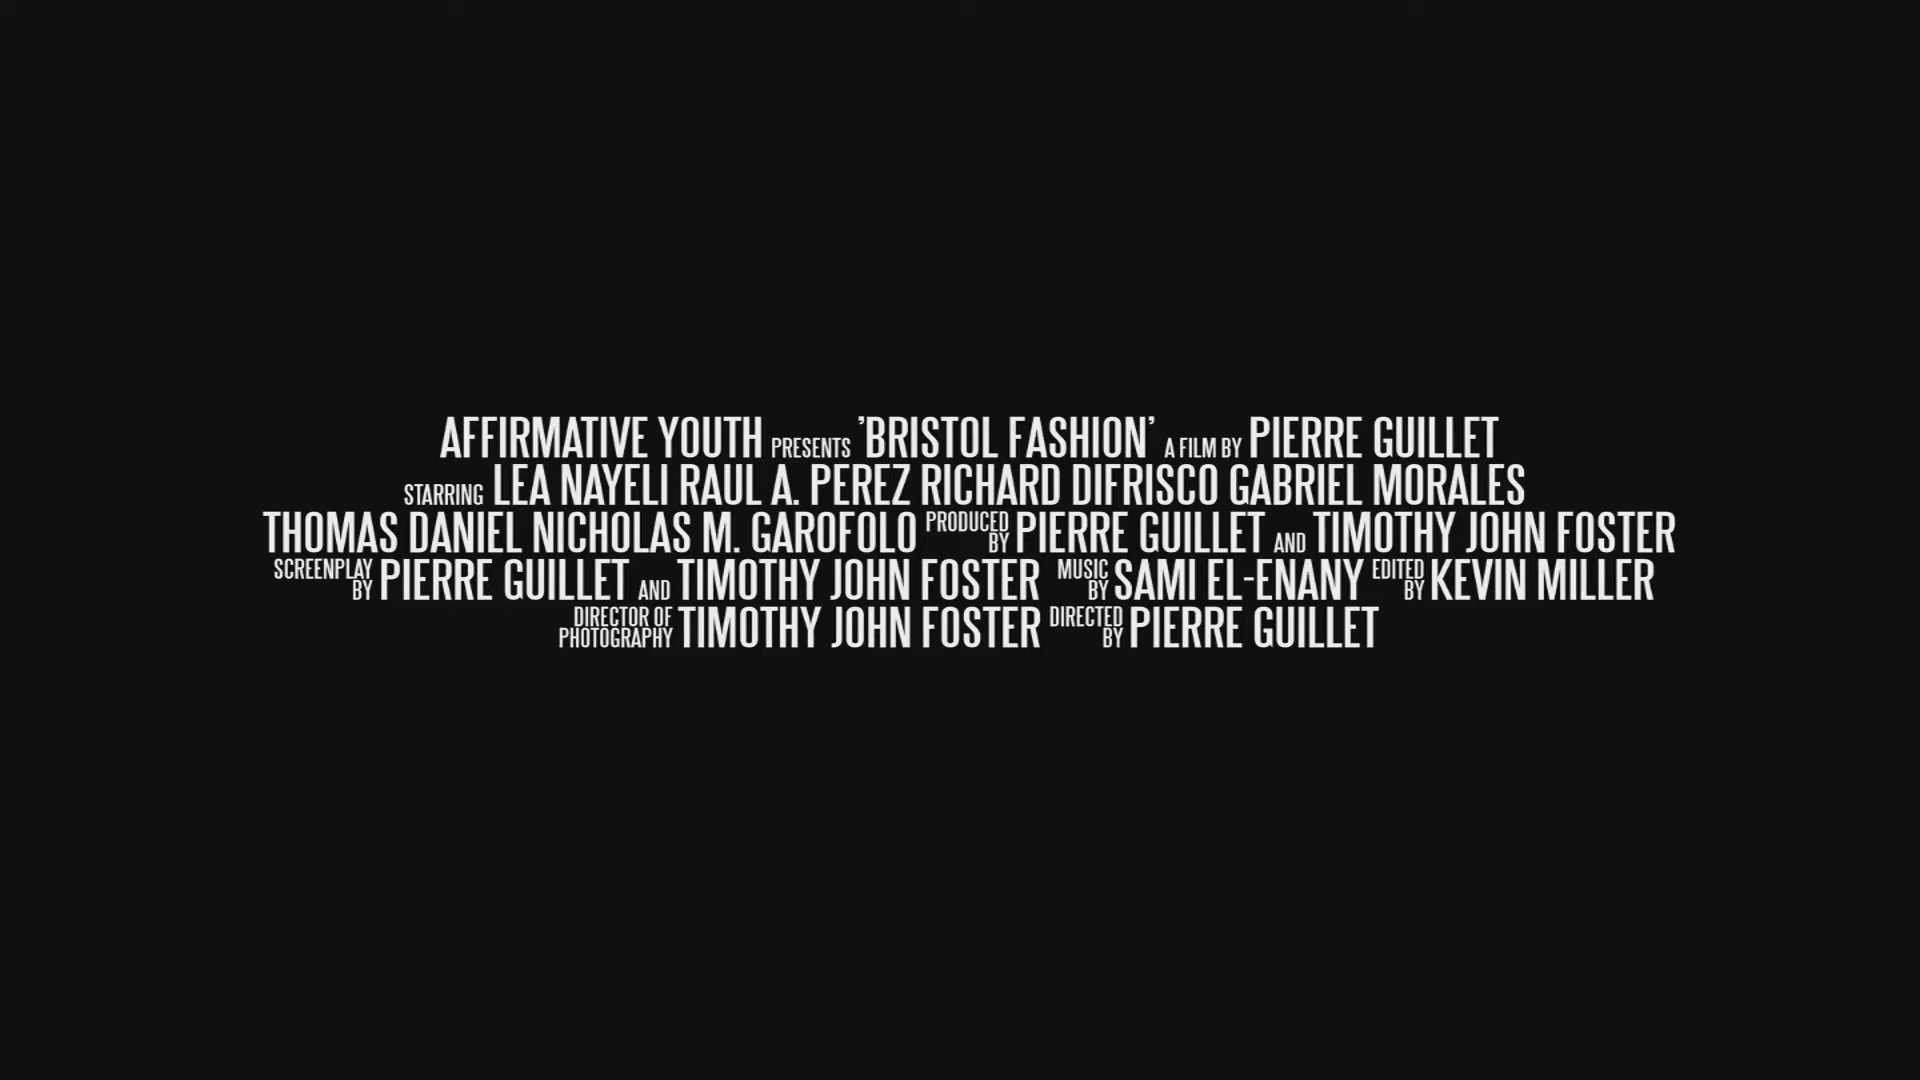 AFFIRMATIVE YOUTH PRESENTS 'BRISTOL FASHION' A FILM BY PIERRE GUILLET
STARRING LEA NAYELI RAUL A. PEREZ RICHARD DIFRISCO GABRIEL MORALES
THOMAS DANIEL NICHOLAS M. GAROFOLO PRODUCED BY PIERRE GUILLET AND TIMOTHY JOHN FOSTER
SCREENPLAY BY PIERRE GUILLET AND TIMOTHY JOHN FOSTER MUSIC BY SAMI EL-ENANY EDITED BY KEVIN MILLER
DIRECTOR OF PHOTOGRAPHY TIMOTHY JOHN FOSTER DIRECTED BY PIERRE GUILLET